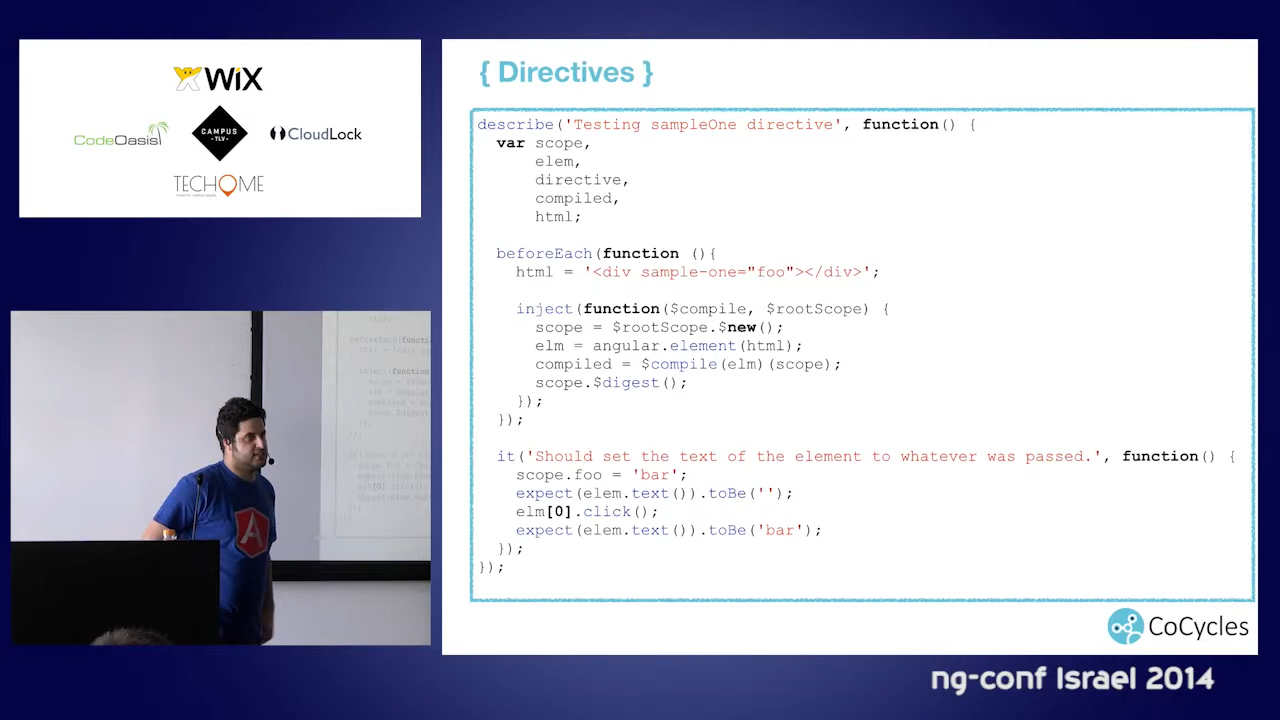 WiX
CodeOasis
CAMPUS
TLV
CloudLock
TECHOME
{ Directives }
describe('Testing sampleOne directive', function() {
var scope,
elem,
directive,
compiled,
html;
beforeEach(function (){
html = '<div sample-one="foo"></div>';
inject(function($compile, $rootScope) {
scope = $rootScope.$new();
elm = angular.element(html);
compiled = $compile(elm)(scope);
scope.$digest();
});
});
it('Should set the text of the element to whatever was passed.', function() {
scope.foo = 'bar';
expect(elem.text()).toBe('');
elm[0].click();
expect(elem.text()).toBe('bar');
});
});
CoCycles
ng-conf Israel 2014